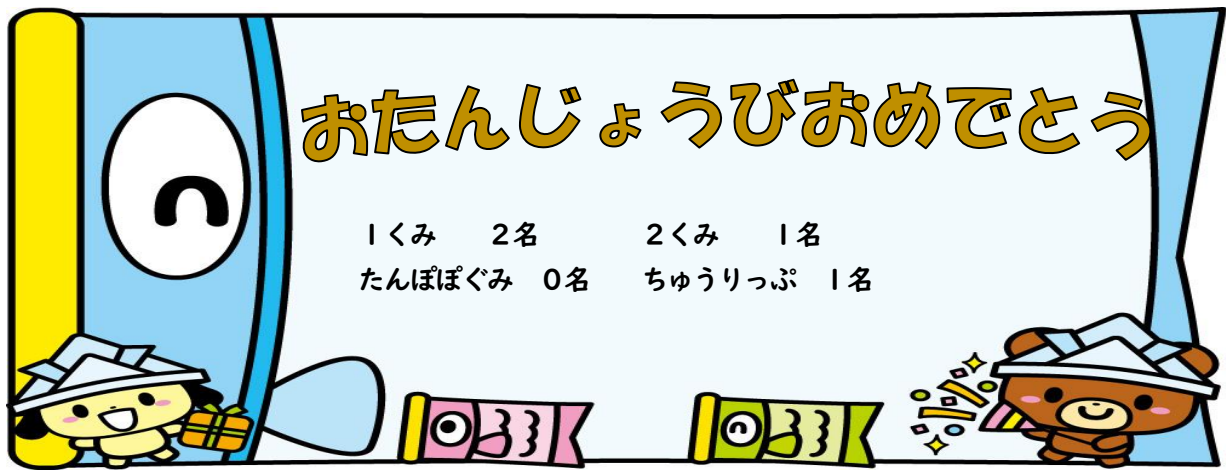 おたんじょうびおめでとう
１くみ　　２名　　　　２くみ　　１名
たんぽぽぐみ　０名　　ちゅうりっぷ　１名